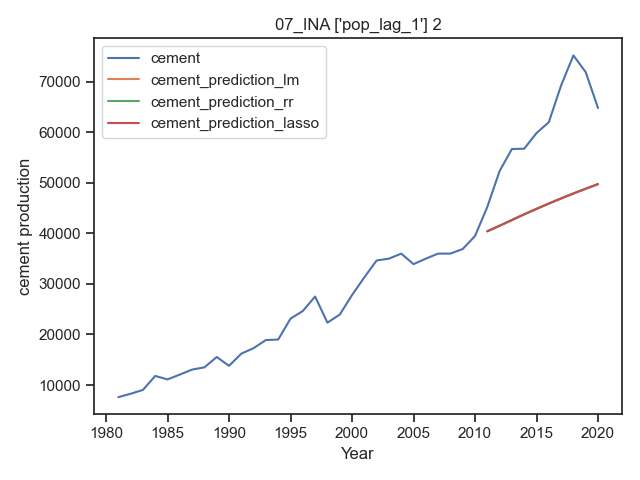 07_INA ['pop_lag_1'] 2
cement
cement_prediction_lm
cement_prediction_rr
cement_prediction_lasso
cement production
70000
60000
50000
40000
30000
20000
10000
1980 1985 1990 1995 2000 2005 2010 2015 2020
Year